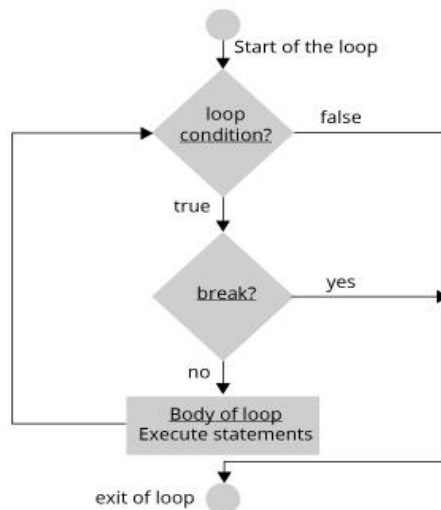 Start of the loop
loop
condition?
false
true
break?
yes
no
Body of loop
Execute statements
exit of loop